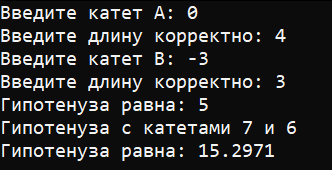 Введите катет A: 0
Введите длину корректно: 4
Введите катет B: -3
Введите длину корректно: 3
Гипотенуза равна: 5
Гипотенуза с катетами 7 и 6
Гипотенуза равна: 15.2971